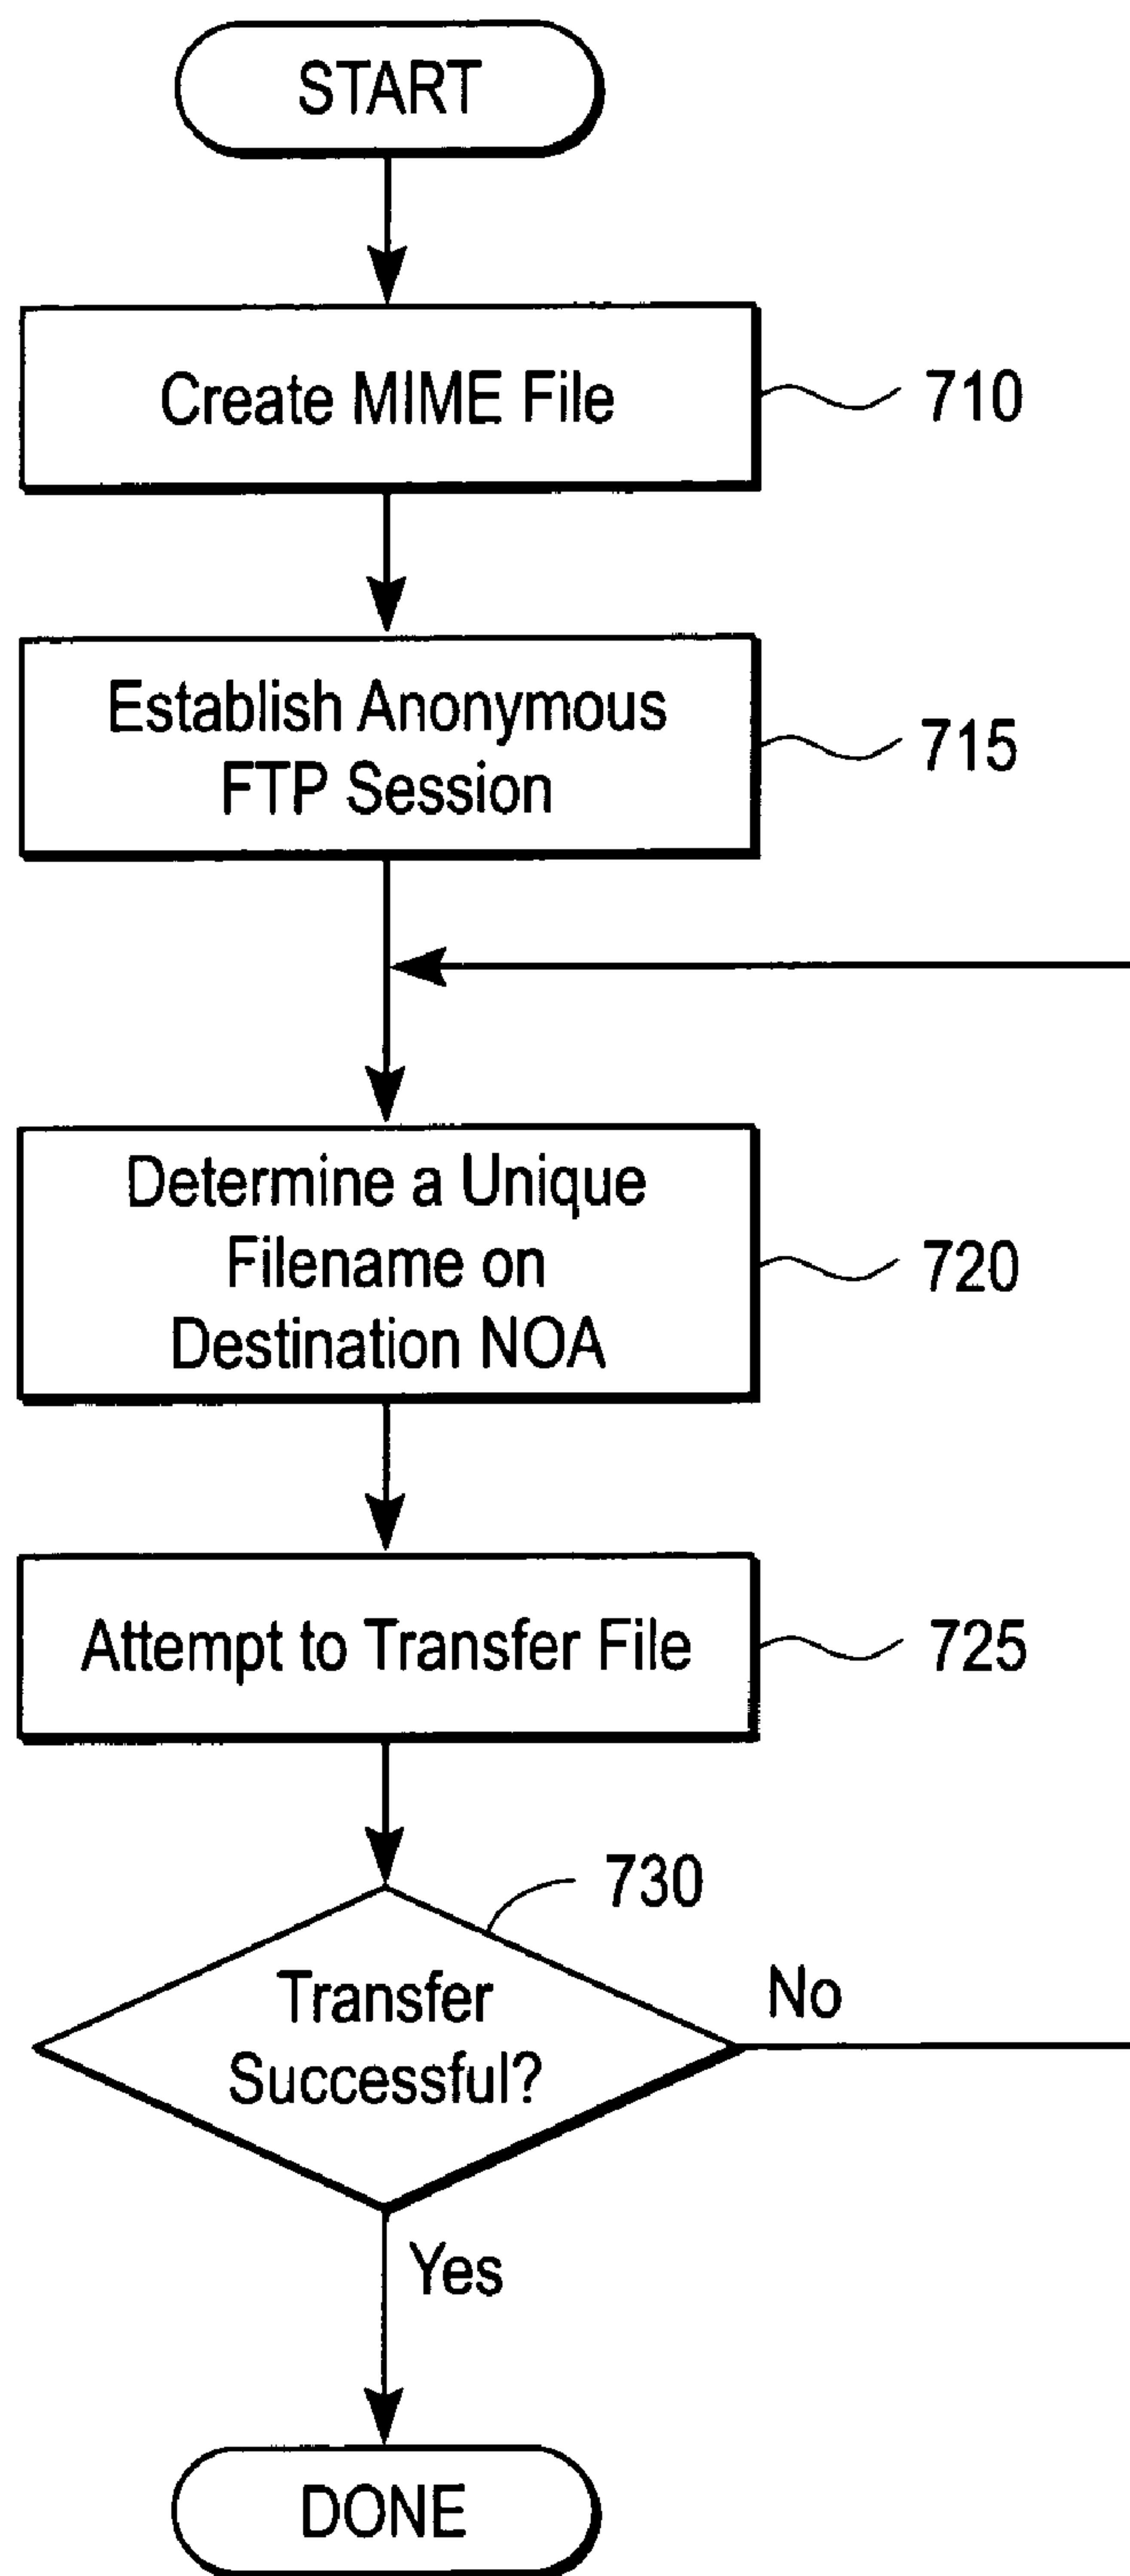 START
Create MIME File
710
Establish Anonymous
FTP Session
715
Determine a Unique
Filename on
Destination NOA
720
Attempt to Transfer File
725
730
Transfer
Successful?
No
Yes
DONE